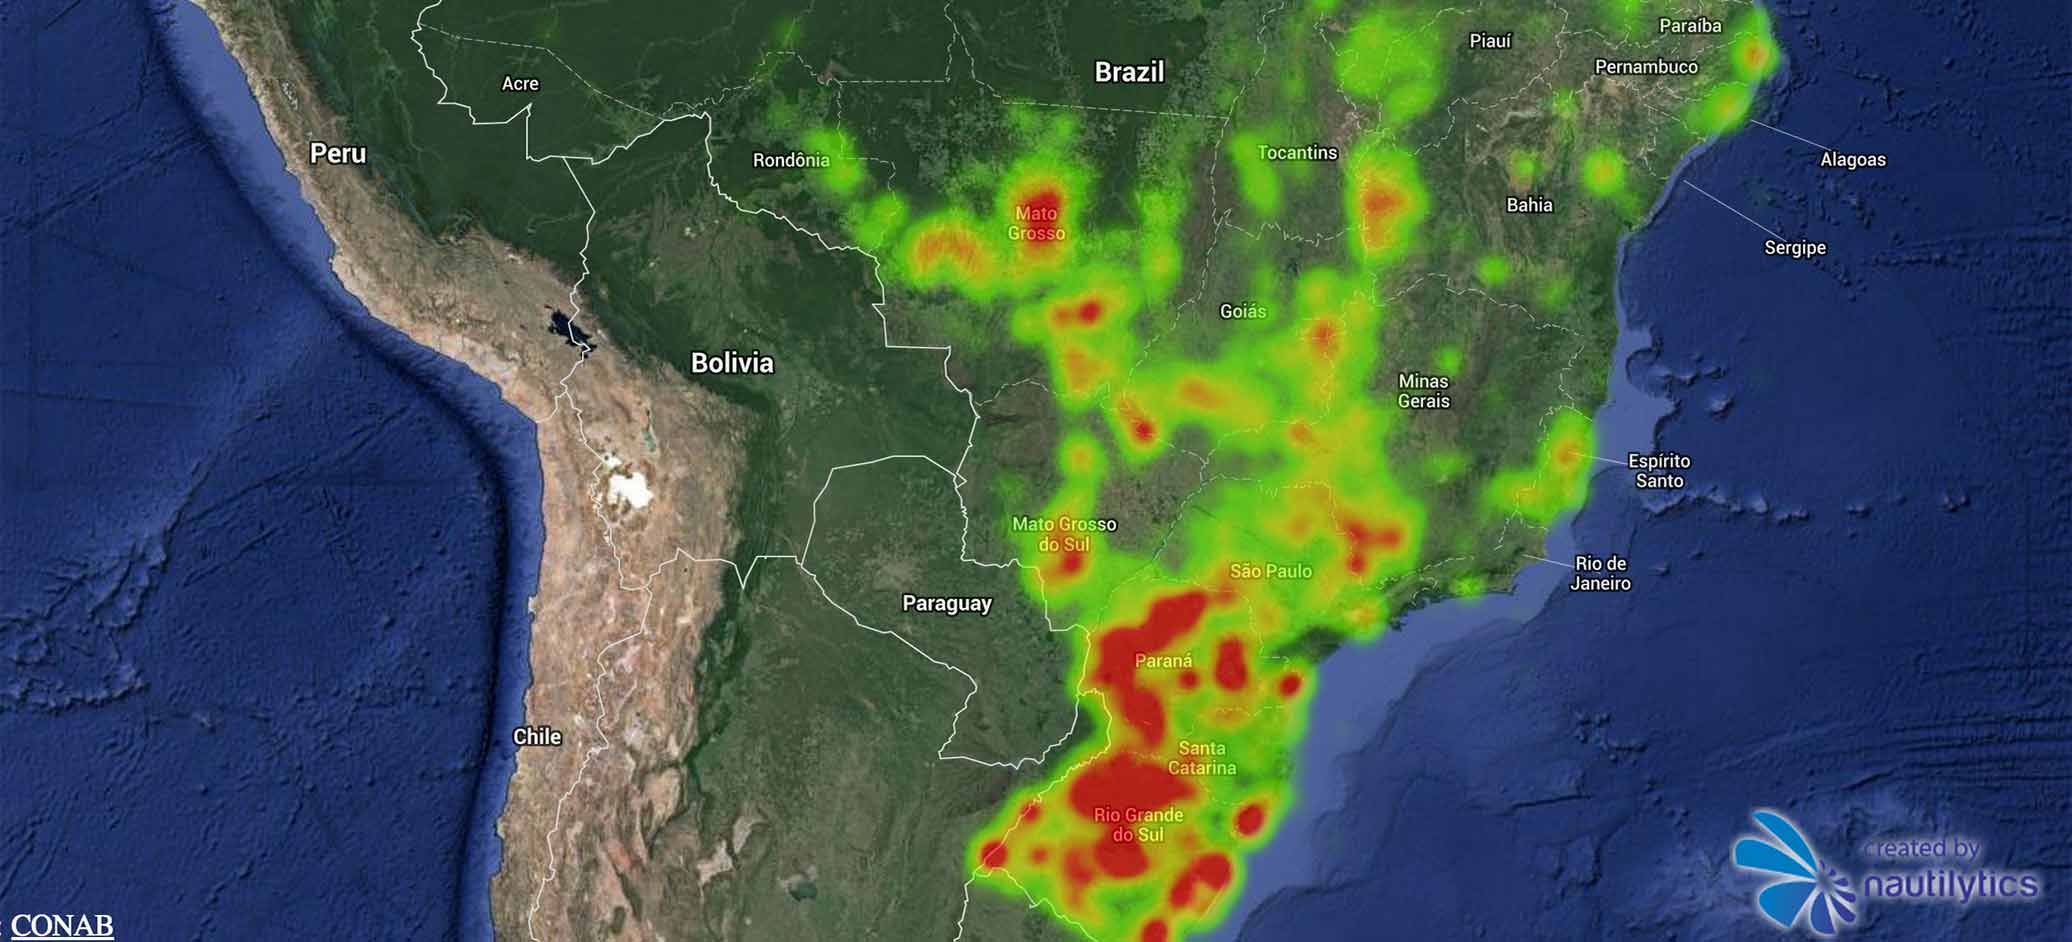 Paraíba
Piauí
Pernambuco
Brazil
Acre
Peru
Rondônia
Tocantins
Alagoas
Bahia
Mato
Grosso
Sergipe
Goiás
Bolivia
Minas
Gerais
Espírito
Santo
Mato Grosso
do Sul
São Paulo
Rio de
Janeiro
Paraguay
Paraná
Chile
Santa
Catarina
Rio Grande
do Sul
created by
nautilytics
: CONAB